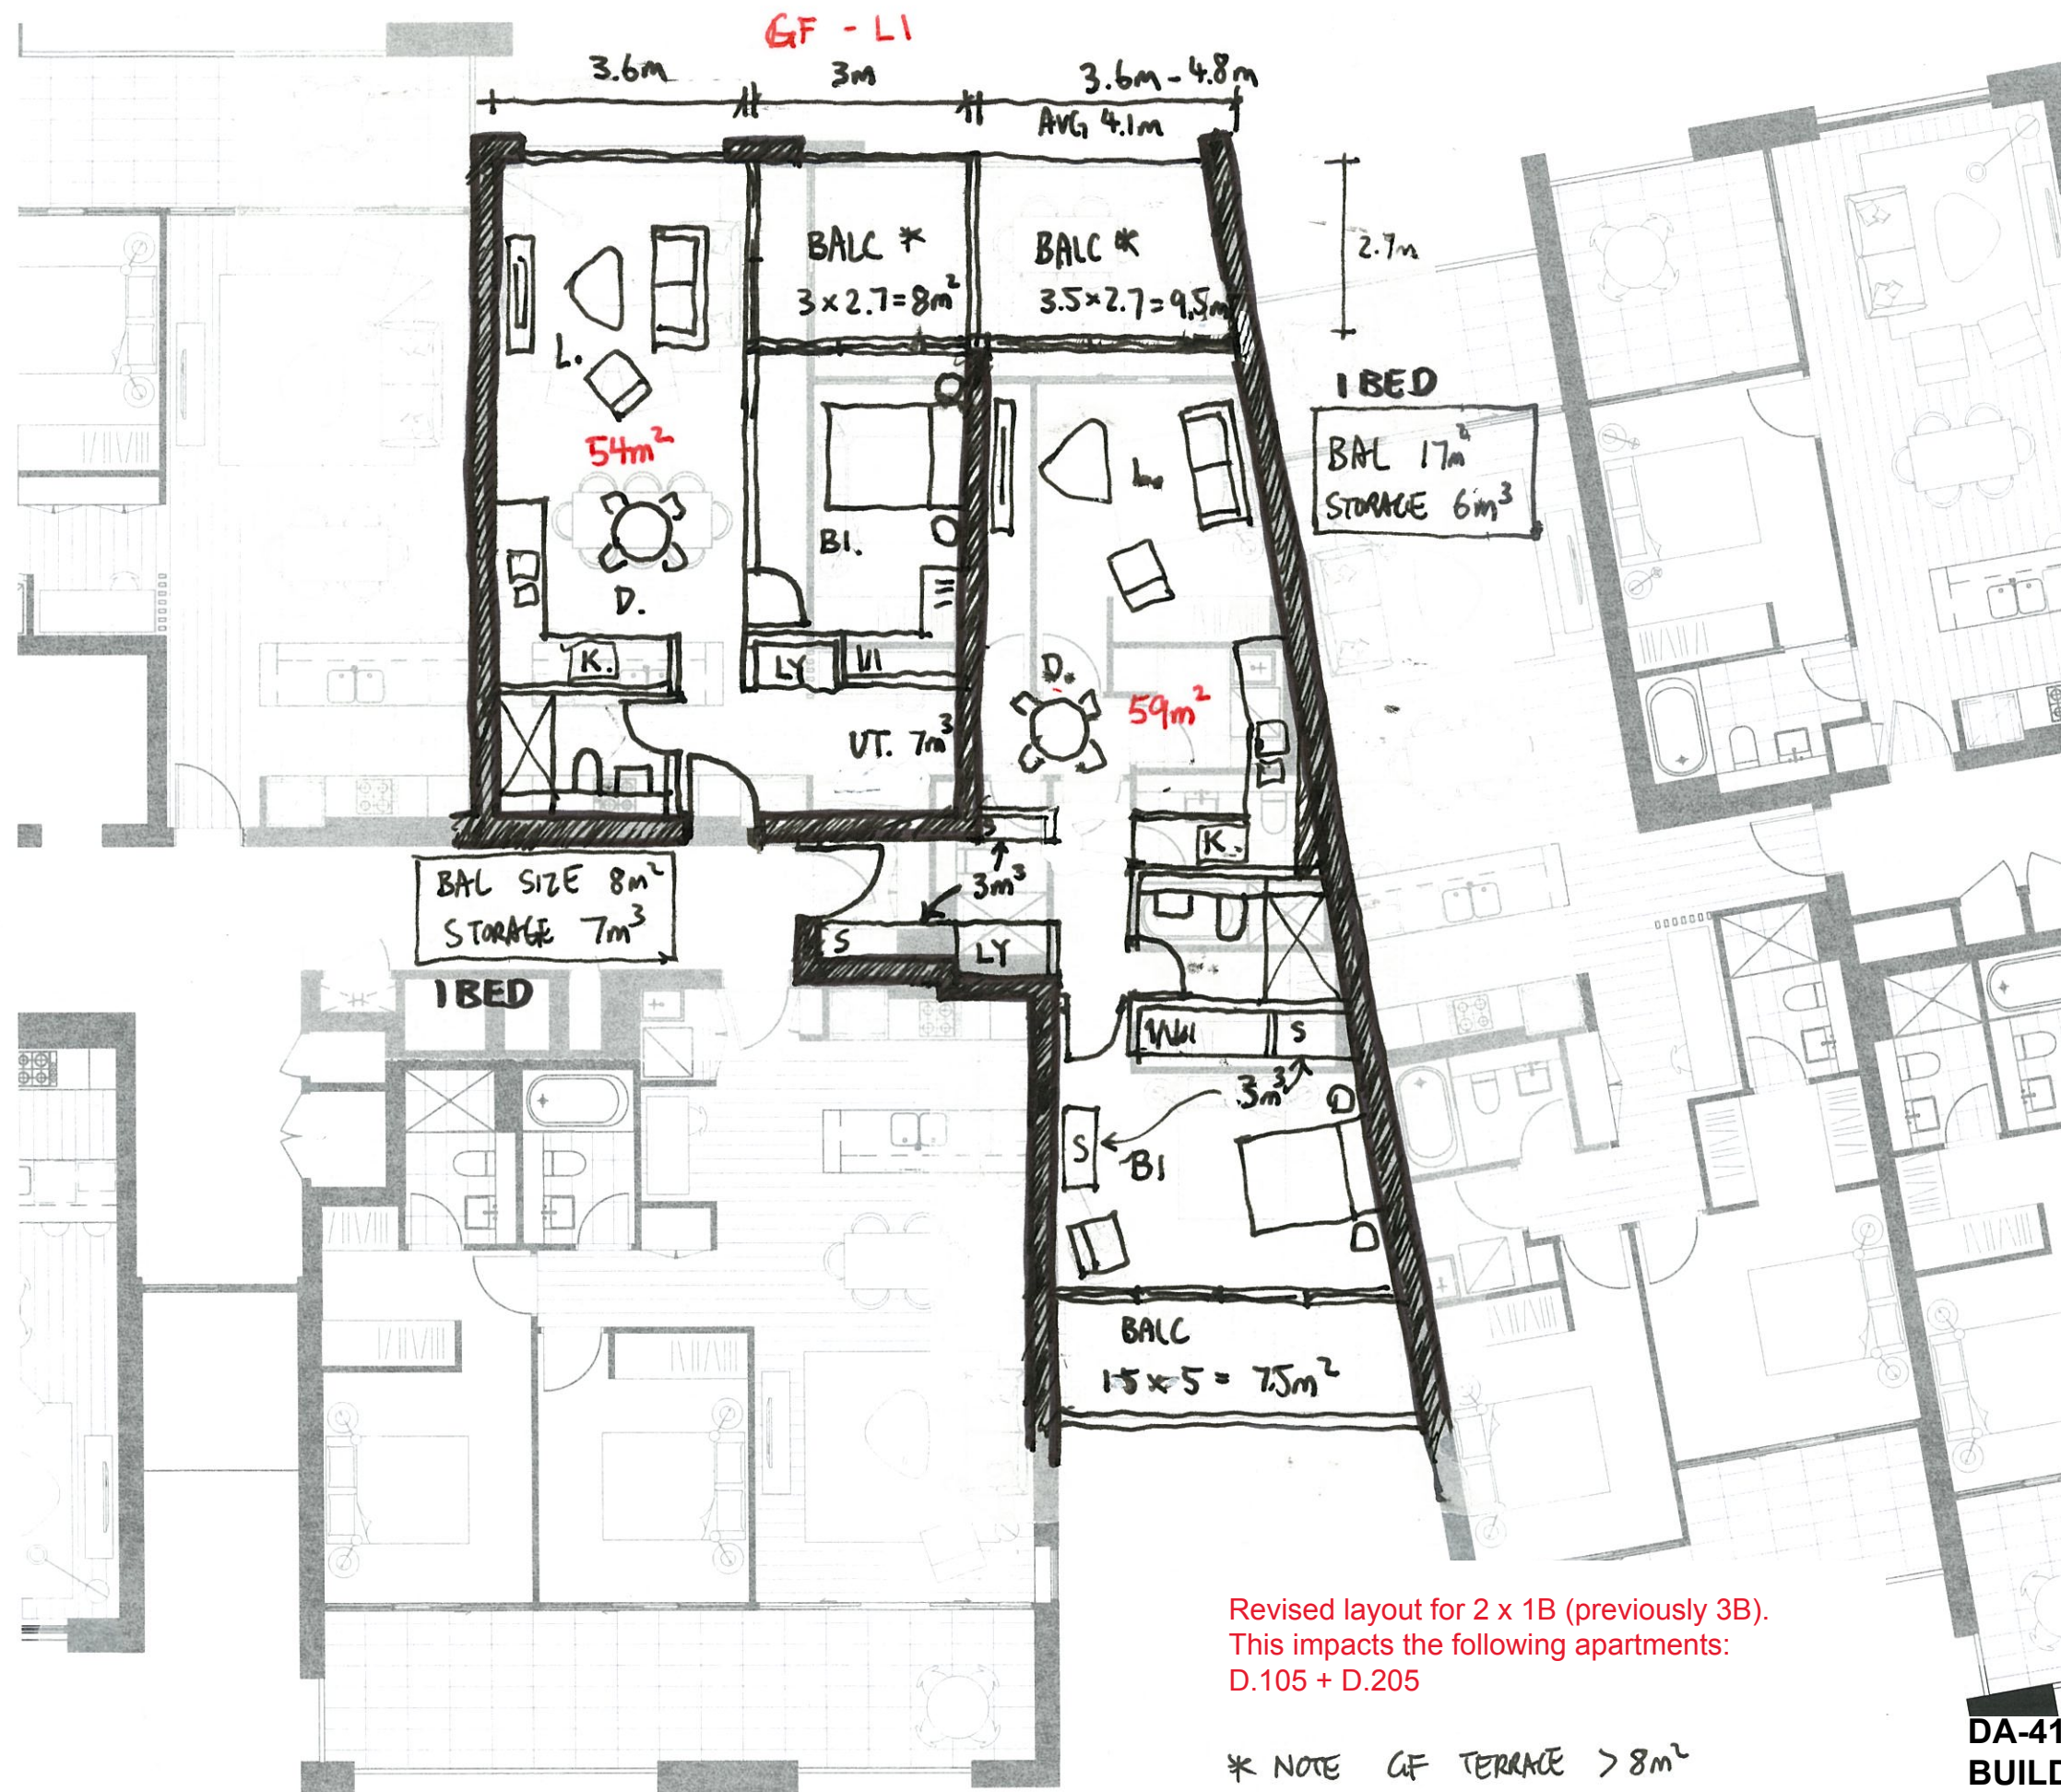 GF - L1
3.6m
3m
3.6m - 4.8m
AVG 4.1m
2.7m
BALC *
3 x 2.7 = 8m²
BALC *
3.5 x 2.7 = 9.5m
L.
54m²
D.
K.
B1.
LY
UT. 7m³
L.
D.
59m²
K.
1 BED
BAL 17m²
STORAGE 6m³
S
3m³
S
LY
BAL SIZE 8m²
STORAGE 7m³
1 BED
S
3m³
S
B1
BALC
1.5 x 5 = 7.5m²
Revised layout for 2 x 1B (previously 3B).
This impacts the following apartments:
D.105 + D.205
* NOTE GF TERRACE > 8m²
DA-41
BUILD